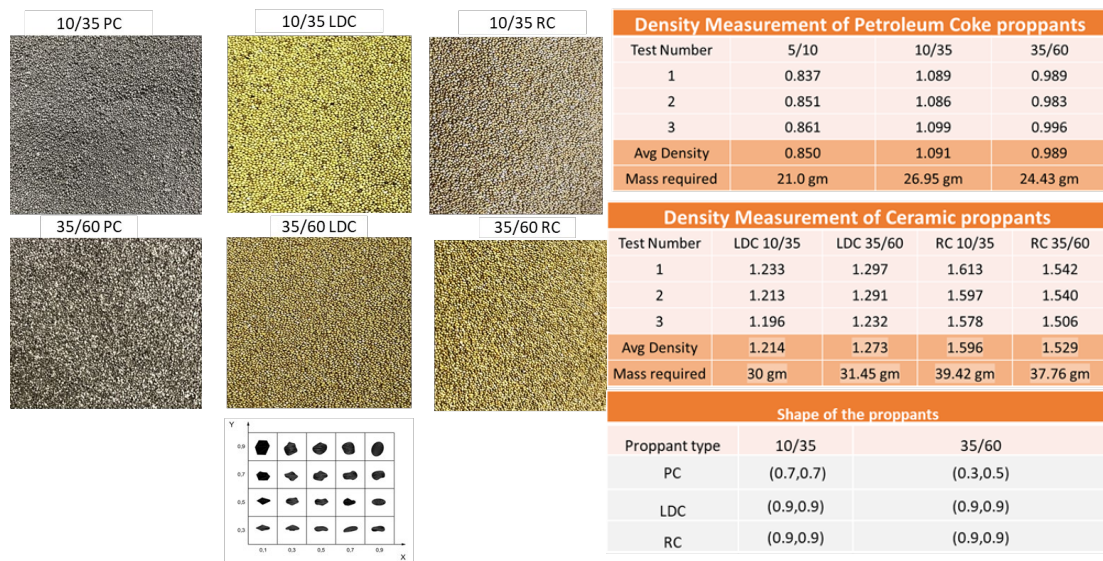 10/35 PC
10/35 LDC
10/35 RC
35/60 PC
35/60 LDC
35/60 RC
Y
0,9
0,7
0,5
0,3
0,1 0,3 0,5 0,7 0,9
X
Density Measurement of Petroleum Coke proppants
Test Number 5/10 10/35 35/60
1 0.837 1.089 0.989
2 0.851 1.086 0.983
3 0.861 1.099 0.996
Avg Density 0.850 1.091 0.989
Mass required 21.0 gm 26.95 gm 24.43 gm
Density Measurement of Ceramic proppants
Test Number LDC 10/35 LDC 35/60 RC 10/35 RC 35/60
1 1.233 1.297 1.613 1.542
2 1.213 1.291 1.597 1.540
3 1.196 1.232 1.578 1.506
Avg Density 1.214 1.273 1.596 1.529
Mass required 30 gm 31.45 gm 39.42 gm 37.76 gm
Shape of the proppants
Proppant type 10/35 35/60
PC (0.7,0.7) (0.3,0.5)
LDC (0.9,0.9) (0.9,0.9)
RC (0.9,0.9) (0.9,0.9)